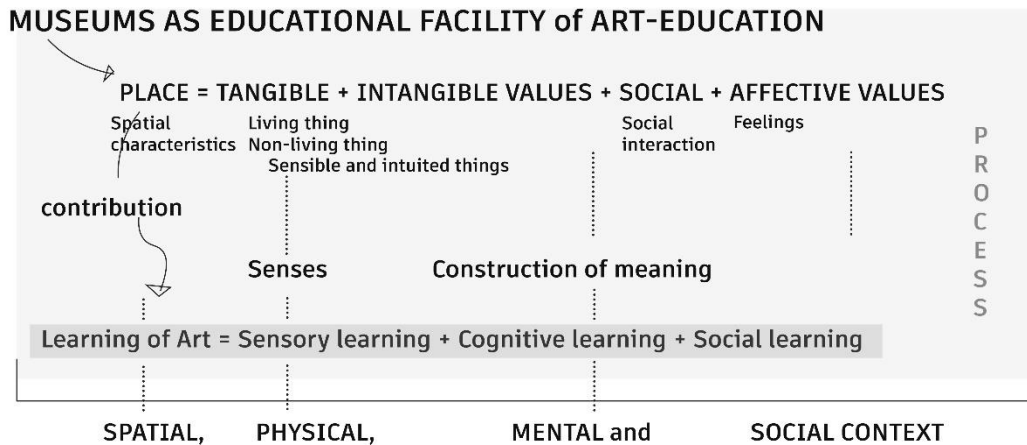 MUSEUMS AS EDUCATIONAL FACILITY of ART-EDUCATION
PLACE = TANGIBLE + INTANGIBLE VALUES + SOCIAL + AFFECTIVE VALUES
Spatial
characteristics
Living thing
Non-living thing
Sensible and intuited things
Social
interaction
Feelings
PROCESS
contribution
Senses
Construction of meaning
Learning of Art = Sensory learning + Cognitive learning + Social learning
SPATIAL, PHYSICAL, MENTAL and SOCIAL CONTEXT